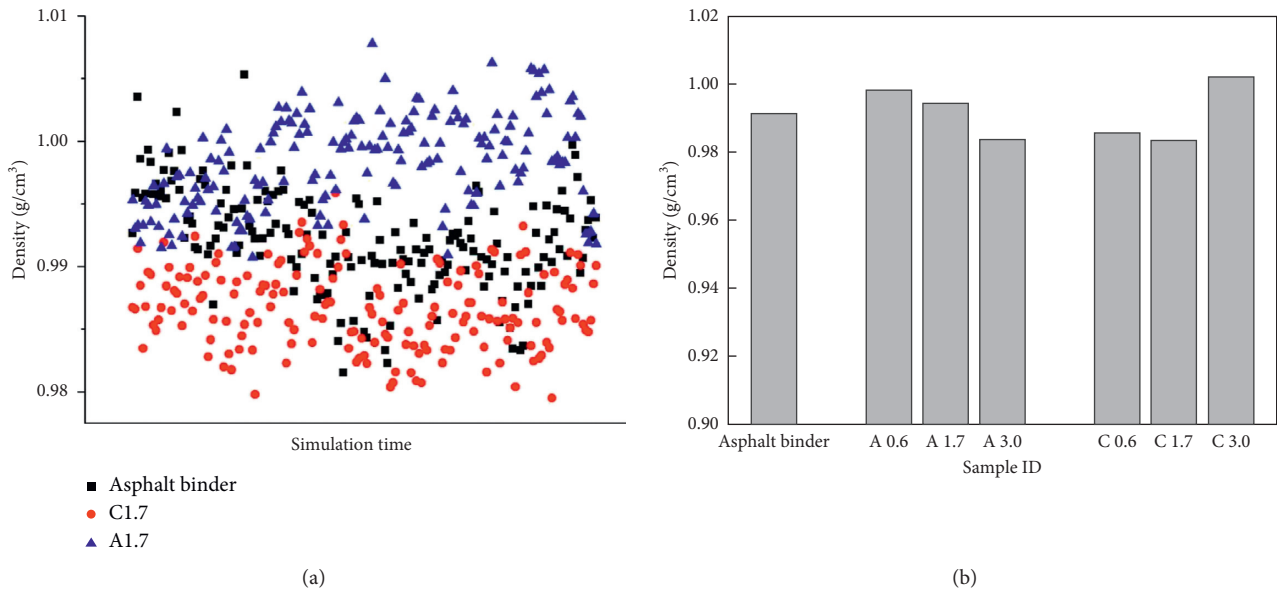 1.01
1.00
0.99
0.98
Density (g/cm³)
Simulation time
Asphalt binder
C1.7
A1.7
(a)
1.02
1.00
0.98
0.96
0.94
0.92
0.90
Density (g/cm³)
Asphalt binder A 0.6 A 1.7 A 3.0 C 0.6 C 1.7 C 3.0
Sample ID
(b)